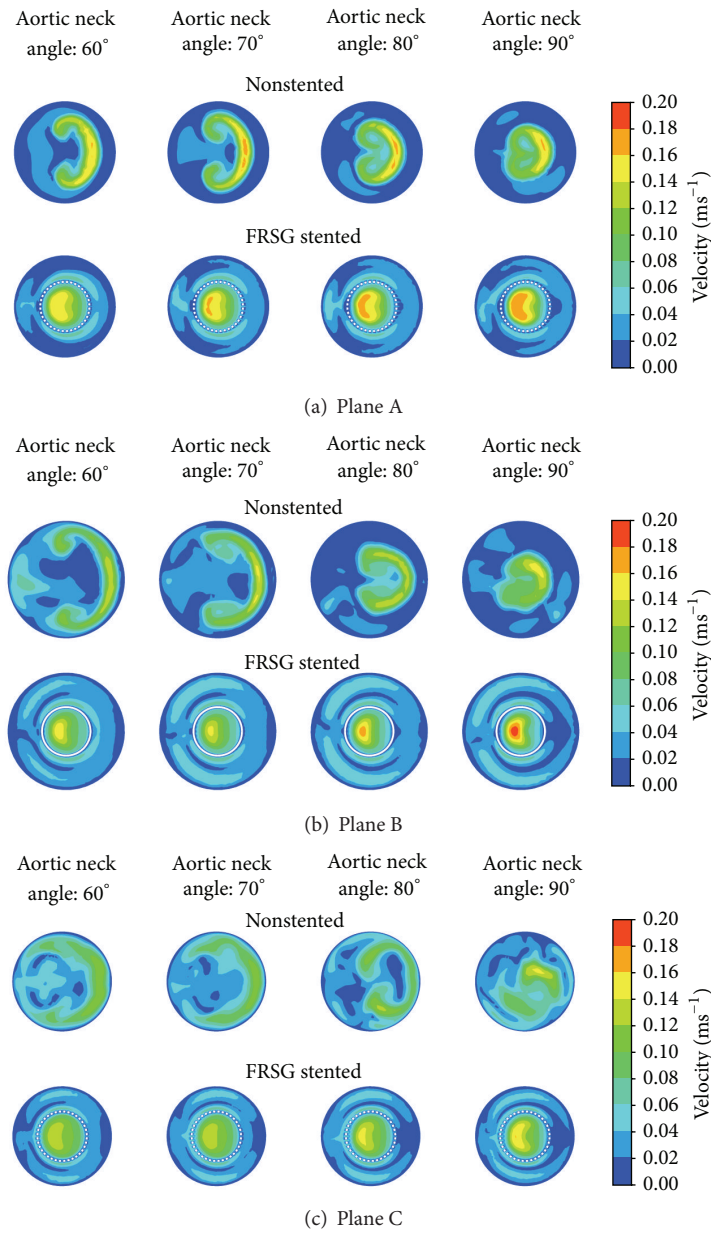 Aortic neck angle: 60°
Aortic neck angle: 70°
Aortic neck angle: 80°
Aortic neck angle: 90°
Nonstented
FRSG stented
0.20
0.18
0.16
0.14
0.12
0.10
0.08
0.06
0.04
0.02
0.00
Velocity (ms⁻¹)
(a) Plane A
Aortic neck angle: 60°
Aortic neck angle: 70°
Aortic neck angle: 80°
Aortic neck angle: 90°
Nonstented
FRSG stented
0.20
0.18
0.16
0.14
0.12
0.10
0.08
0.06
0.04
0.02
0.00
Velocity (ms⁻¹)
(b) Plane B
Aortic neck angle: 60°
Aortic neck angle: 70°
Aortic neck angle: 80°
Aortic neck angle: 90°
Nonstented
FRSG stented
0.20
0.18
0.16
0.14
0.12
0.10
0.08
0.06
0.04
0.02
0.00
Velocity (ms⁻¹)
(c) Plane C